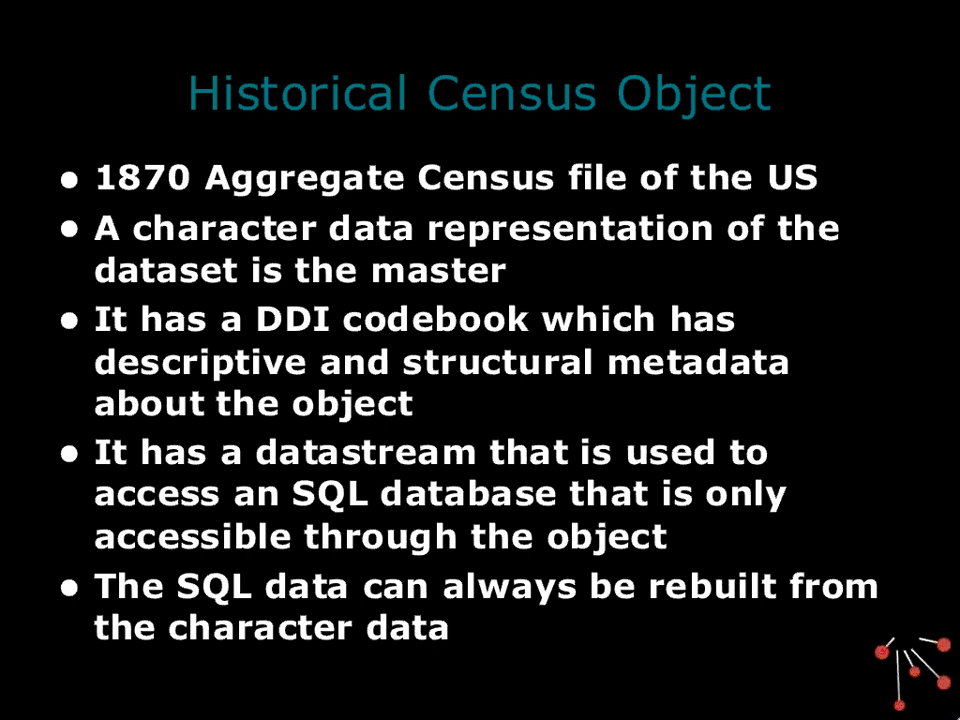 Historical Census Object
• 1870 Aggregate Census file of the US
• A character data representation of the
dataset is the master
• It has a DDI codebook which has
descriptive and structural metadata
about the object
• It has a datastream that is used to
access an SQL database that is only
accessible through the object
• The SQL data can always be rebuilt from
the character data